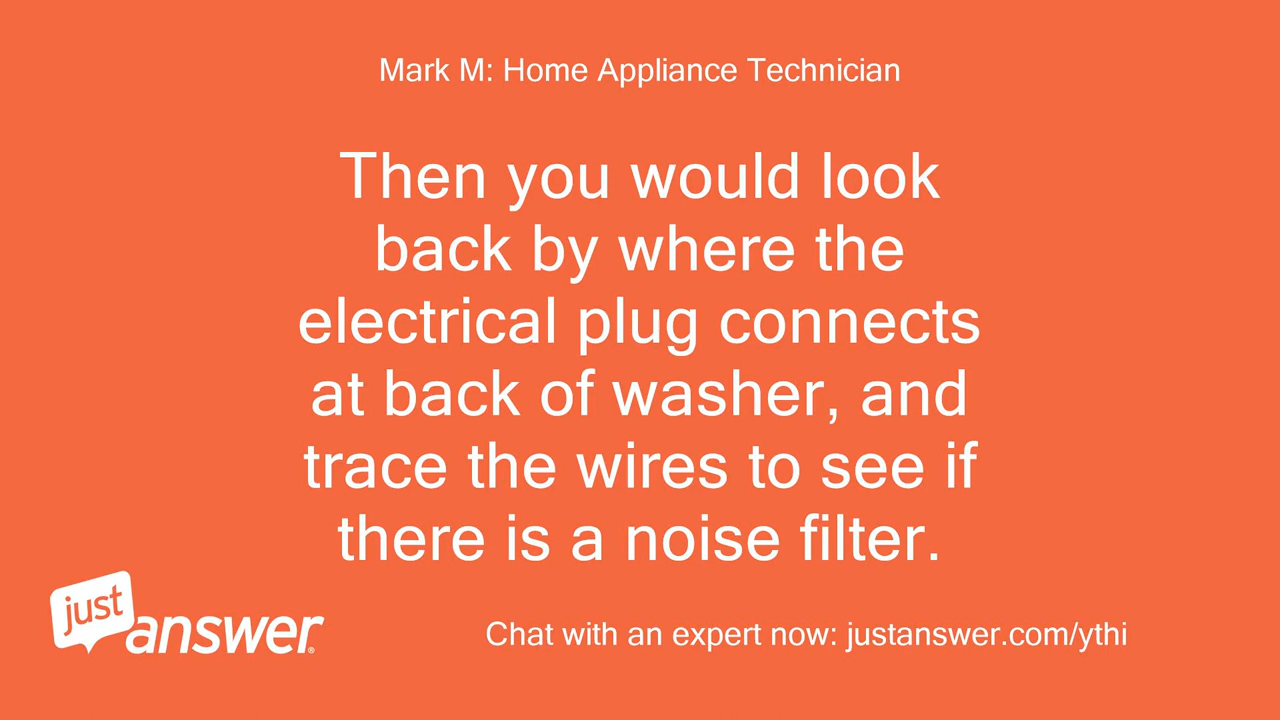 Mark M: Home Appliance Technician
Then you would look
back by where the
electrical plug connects
at back of washer, and
trace the wires to see if
there is a noise filter.
just
answer®
Chat with an expert now: justanswer.com/ythi